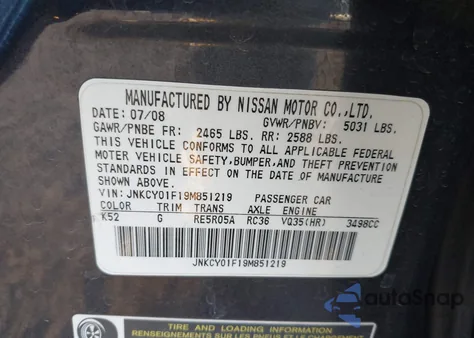 MANUFACTURED BY NISSAN MOTOR CO.,LTD.
DATE: 07/08 GVWR/PNBV: 5031 LBS.
GAWR/PNBE FR: 2465 LBS. RR: 2588 LBS.
THIS VEHICLE CONFORMS TO ALL APPLICABLE FEDERAL
MOTOR VEHICLE SAFETY,BUMPER,AND THEFT PREVENTION
STANDARDS IN EFFECT ON THE DATE OF MANUFACTURE
SHOWN ABOVE.
VIN: JNKCY01F19M851219 PASSENGER CAR
COLOR TRIM TRANS AXLE ENGINE
K52 G RE5R05A RC36 VQ35(HR) 3498CC
JNKCY01F19M851219
AutoSnap
TIRE AND LOADING INFORMATION
RENSEIGNEMENTS SUR LES PNEUS ET LE CHARGEMENT